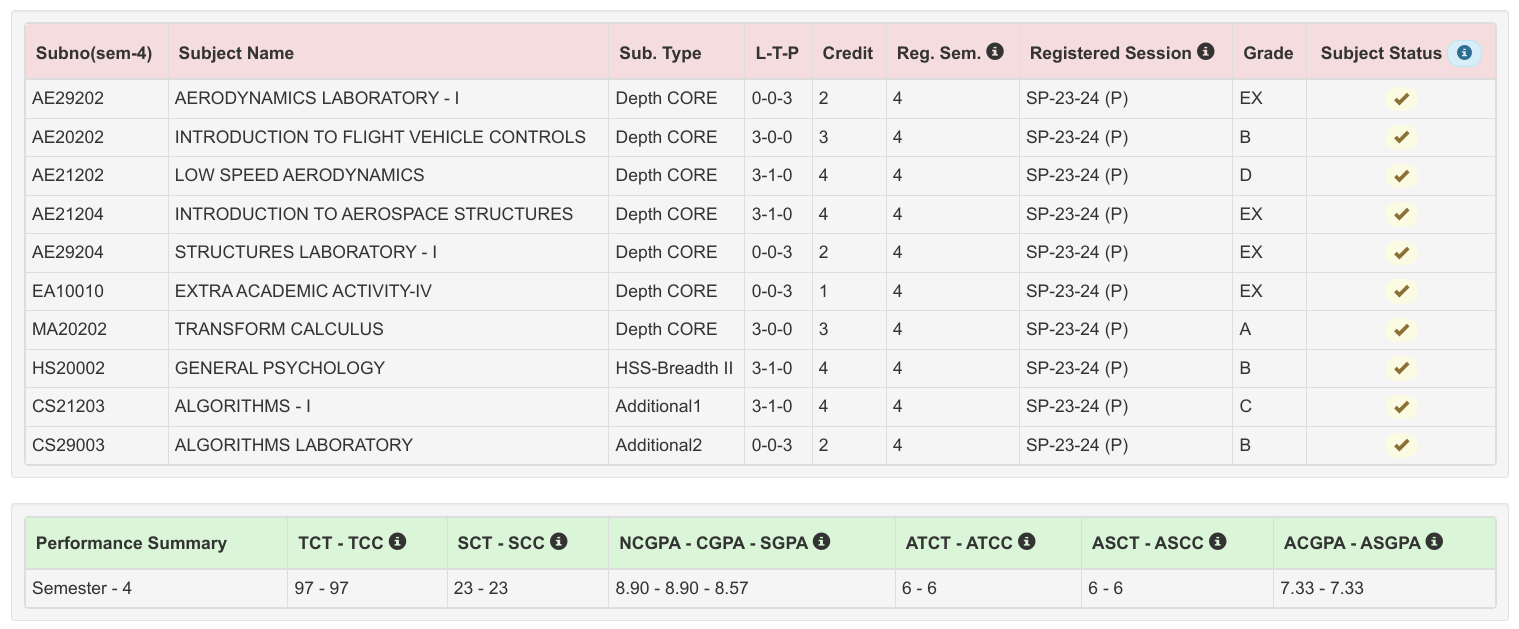 Subno(sem-4) Subject Name Sub. Type L-T-P Credit Reg. Sem. Registered Session Grade Subject Status
AE29202 AERODYNAMICS LABORATORY - I Depth CORE 0-0-3 2 4 SP-23-24 (P) EX
AE20202 INTRODUCTION TO FLIGHT VEHICLE CONTROLS Depth CORE 3-0-0 3 4 SP-23-24 (P) B
AE21202 LOW SPEED AERODYNAMICS Depth CORE 3-1-0 4 4 SP-23-24 (P) D
AE21204 INTRODUCTION TO AEROSPACE STRUCTURES Depth CORE 3-1-0 4 4 SP-23-24 (P) EX
AE29204 STRUCTURES LABORATORY - I Depth CORE 0-0-3 2 4 SP-23-24 (P) EX
EA10010 EXTRA ACADEMIC ACTIVITY-IV Depth CORE 0-0-3 1 4 SP-23-24 (P) EX
MA20202 TRANSFORM CALCULUS Depth CORE 3-0-0 3 4 SP-23-24 (P) A
HS20002 GENERAL PSYCHOLOGY HSS-Breadth II 3-1-0 4 4 SP-23-24 (P) B
CS21203 ALGORITHMS - I Additional1 3-1-0 4 4 SP-23-24 (P) C
CS29003 ALGORITHMS LABORATORY Additional2 0-0-3 2 4 SP-23-24 (P) B
Performance Summary TCT - TCC SCT - SCC NCGPA - CGPA - SGPA ATCT - ATCC ASCT - ASCC ACGPA - ASGPA
Semester - 4 97 - 97 23 - 23 8.90 - 8.90 - 8.57 6 - 6 6 - 6 7.33 - 7.33